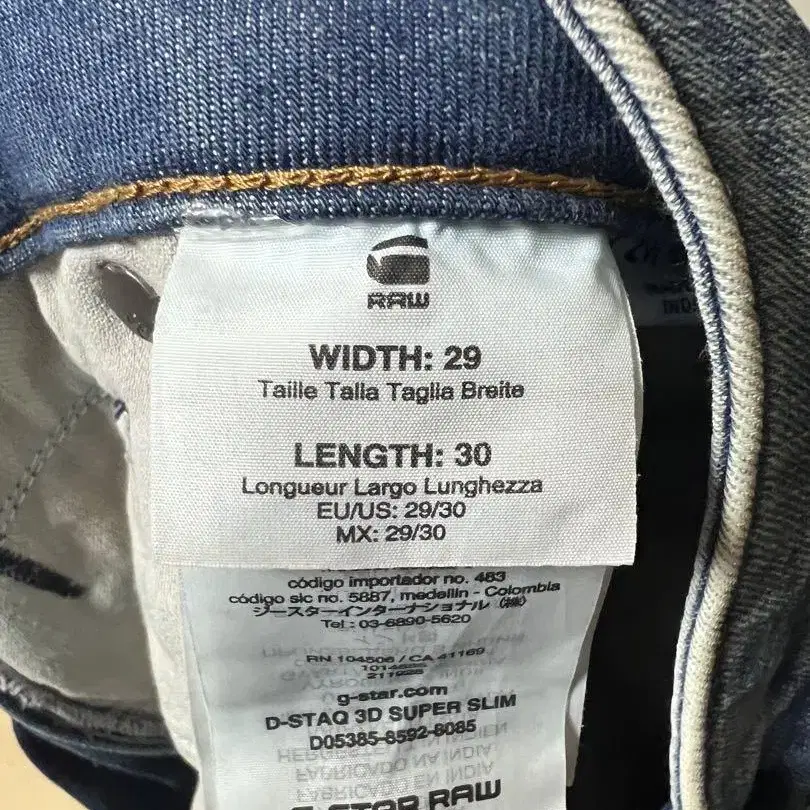 RAW
WIDTH: 29
Taille Talla Taglia Breite
LENGTH: 30
Longueur Largo Lunghezza
EU/US: 29/30
MX: 29/30
código importador no. 483
código sic no. 5887, medellin - Colombia
ジースターインターナショナル (株)
Tel : 03-6890-5620
RN 104506 / CA 41169
g-star.com
D-STAQ 3D SUPER SLIM
D05385-8592-8085
G-STAR RAW